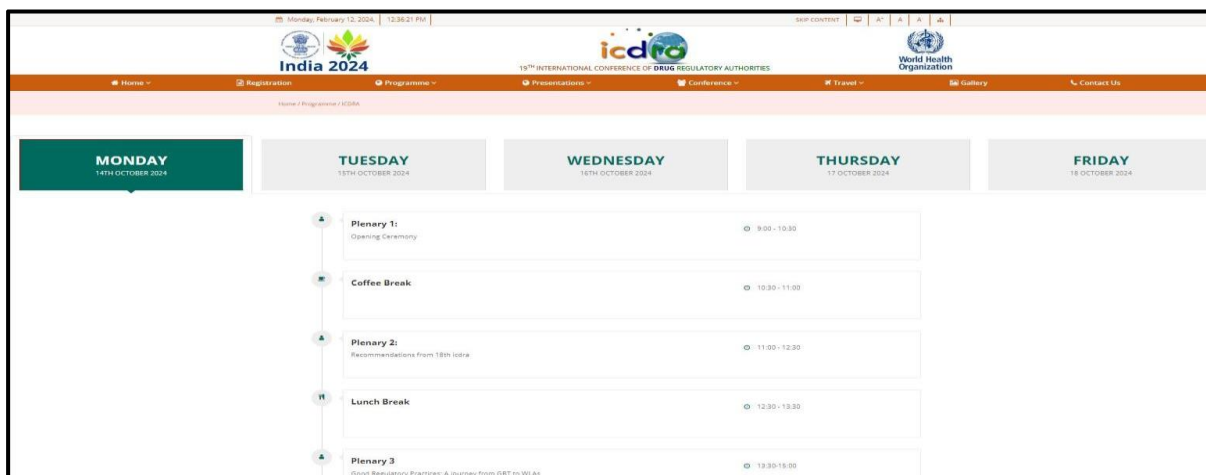 Monday, February 12, 2024, 12:36:21 PM SKIP CONTENT A+ A A
India 2024
icdra
19TH INTERNATIONAL CONFERENCE OF DRUG REGULATORY AUTHORITIES
World Health
Organization
Home Registration Programme Presentations Conference Travel Gallery Contact Us
Home / Programme / ICDRA
MONDAY TUESDAY WEDNESDAY THURSDAY FRIDAY
14TH OCTOBER 2024 15TH OCTOBER 2024 16TH OCTOBER 2024 17 OCTOBER 2024 18 OCTOBER 2024
Plenary 1:
Opening Ceremony
9:00 - 10:30
Coffee Break
10:30 - 11:00
Plenary 2:
Recommendations from 18th icdra
11:00 - 12:30
Lunch Break
12:30 - 13:30
Plenary 3
Good Regulatory Practices: A journey from GBT to WLAs
13:30-15:00